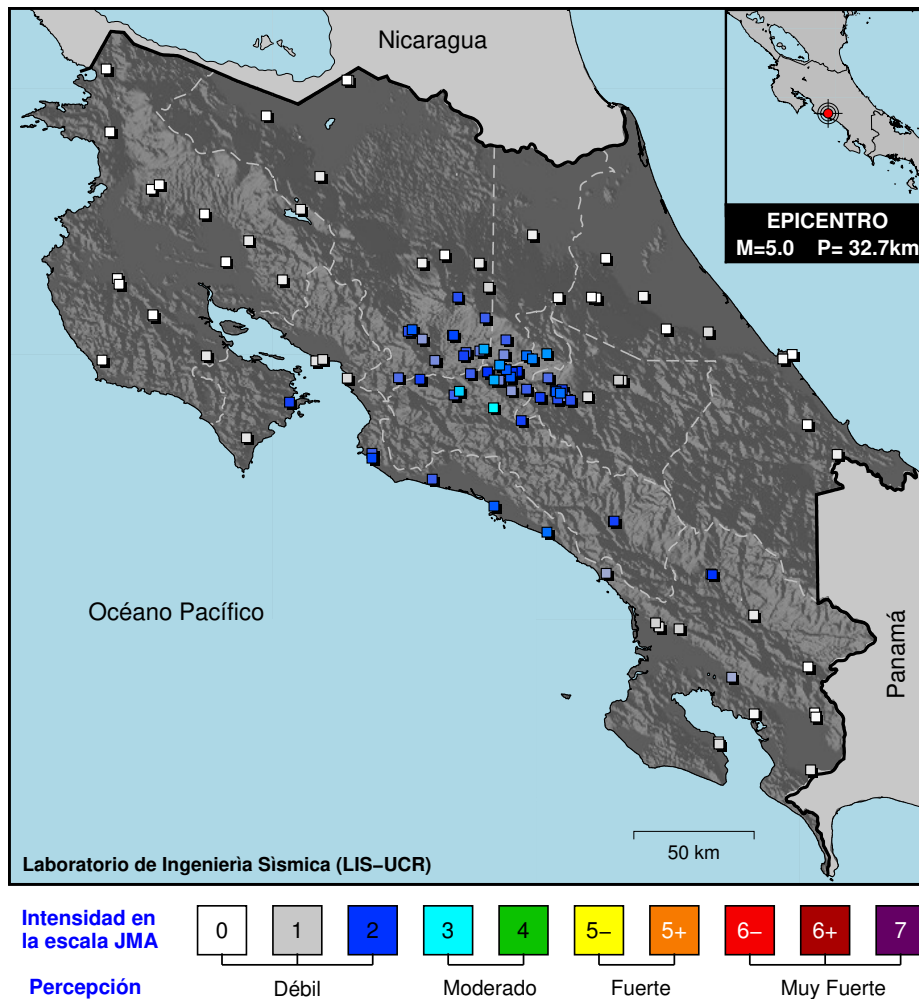 Nicaragua
EPICENTRO
M=5.0 P= 32.7km
Océano Pacífico
Panamá
50 km
Laboratorio de Ingenierìa Sìsmica (LIS−UCR)
Intensidad en
la escala JMA
0 1 2 3 4 5− 5+ 6− 6+ 7
Percepción Débil Moderado Fuerte Muy Fuerte